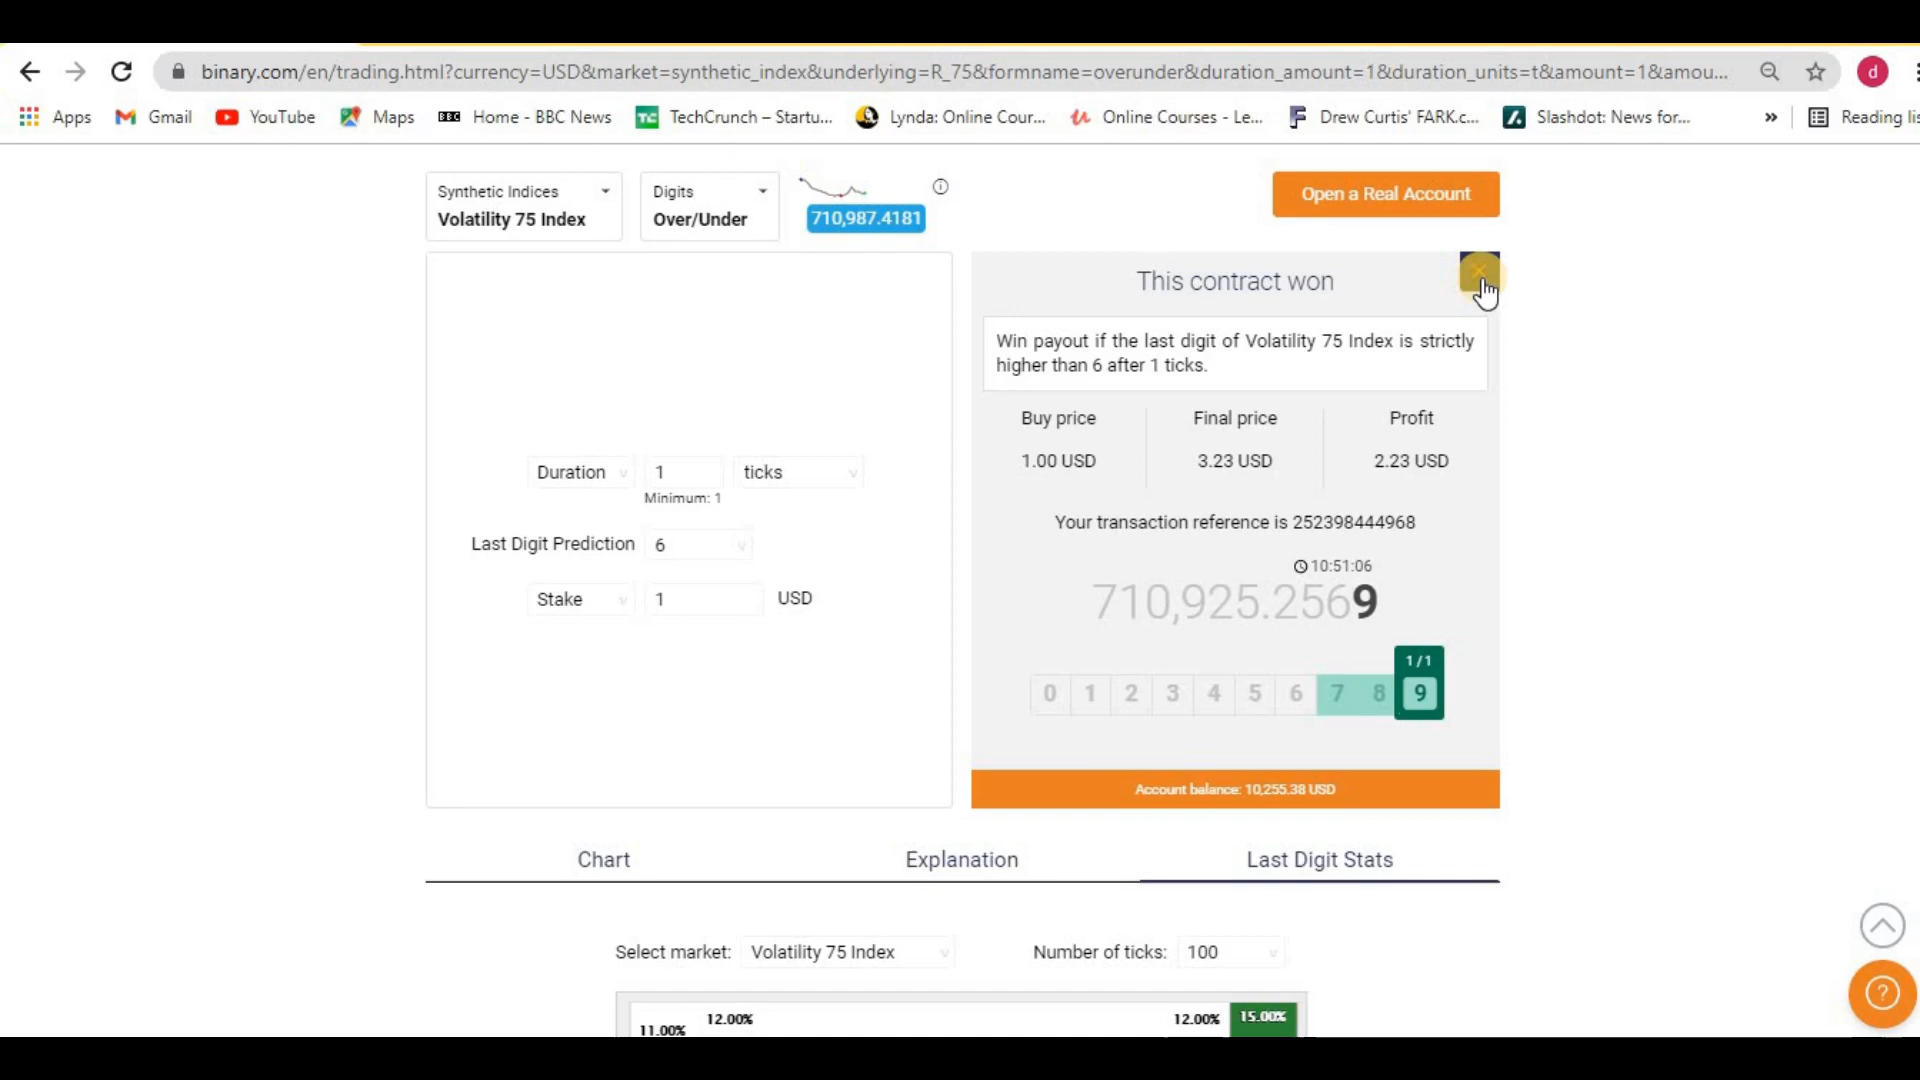 binary.com/en/trading.html?currency=USD&market=synthetic_index&underlying=R_75&formname=overunder&duration_amount=1&duration_units=t&amount=1&amou...
d
Apps Gmail YouTube Maps BBC Home - BBC News TC TechCrunch – Startu... Lynda: Online Cour... Online Courses - Le... Drew Curtis' FARK.c... Slashdot: News for... » Reading lis
Synthetic Indices
Volatility 75 Index
Digits
Over/Under
710,987.4181
Open a Real Account
This contract won
Win payout if the last digit of Volatility 75 Index is strictly
higher than 6 after 1 ticks.
Buy price Final price Profit
1.00 USD 3.23 USD 2.23 USD
Duration 1 ticks
Minimum: 1
Last Digit Prediction 6
Stake 1 USD
Your transaction reference is 252398444968
10:51:06
710,925.2569
1/1
0 1 2 3 4 5 6 7 8 9
Account balance: 10,255.38 USD
Chart Explanation Last Digit Stats
Select market: Volatility 75 Index Number of ticks: 100
11.00% 12.00% 12.00% 15.00%
?